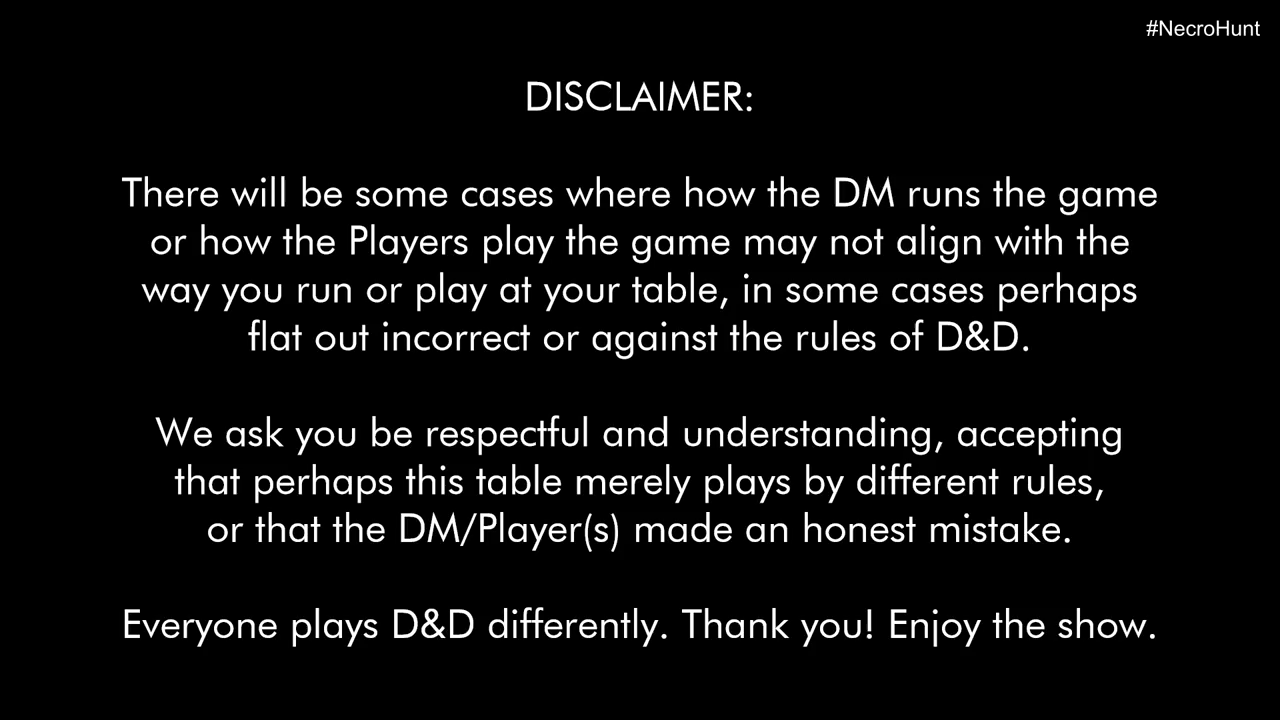 #NecroHunt
DISCLAIMER:
There will be some cases where how the DM runs the game
or how the Players play the game may not align with the
way you run or play at your table, in some cases perhaps
flat out incorrect or against the rules of D&D.
We ask you be respectful and understanding, accepting
that perhaps this table merely plays by different rules,
or that the DM/Player(s) made an honest mistake.
Everyone plays D&D differently. Thank you! Enjoy the show.